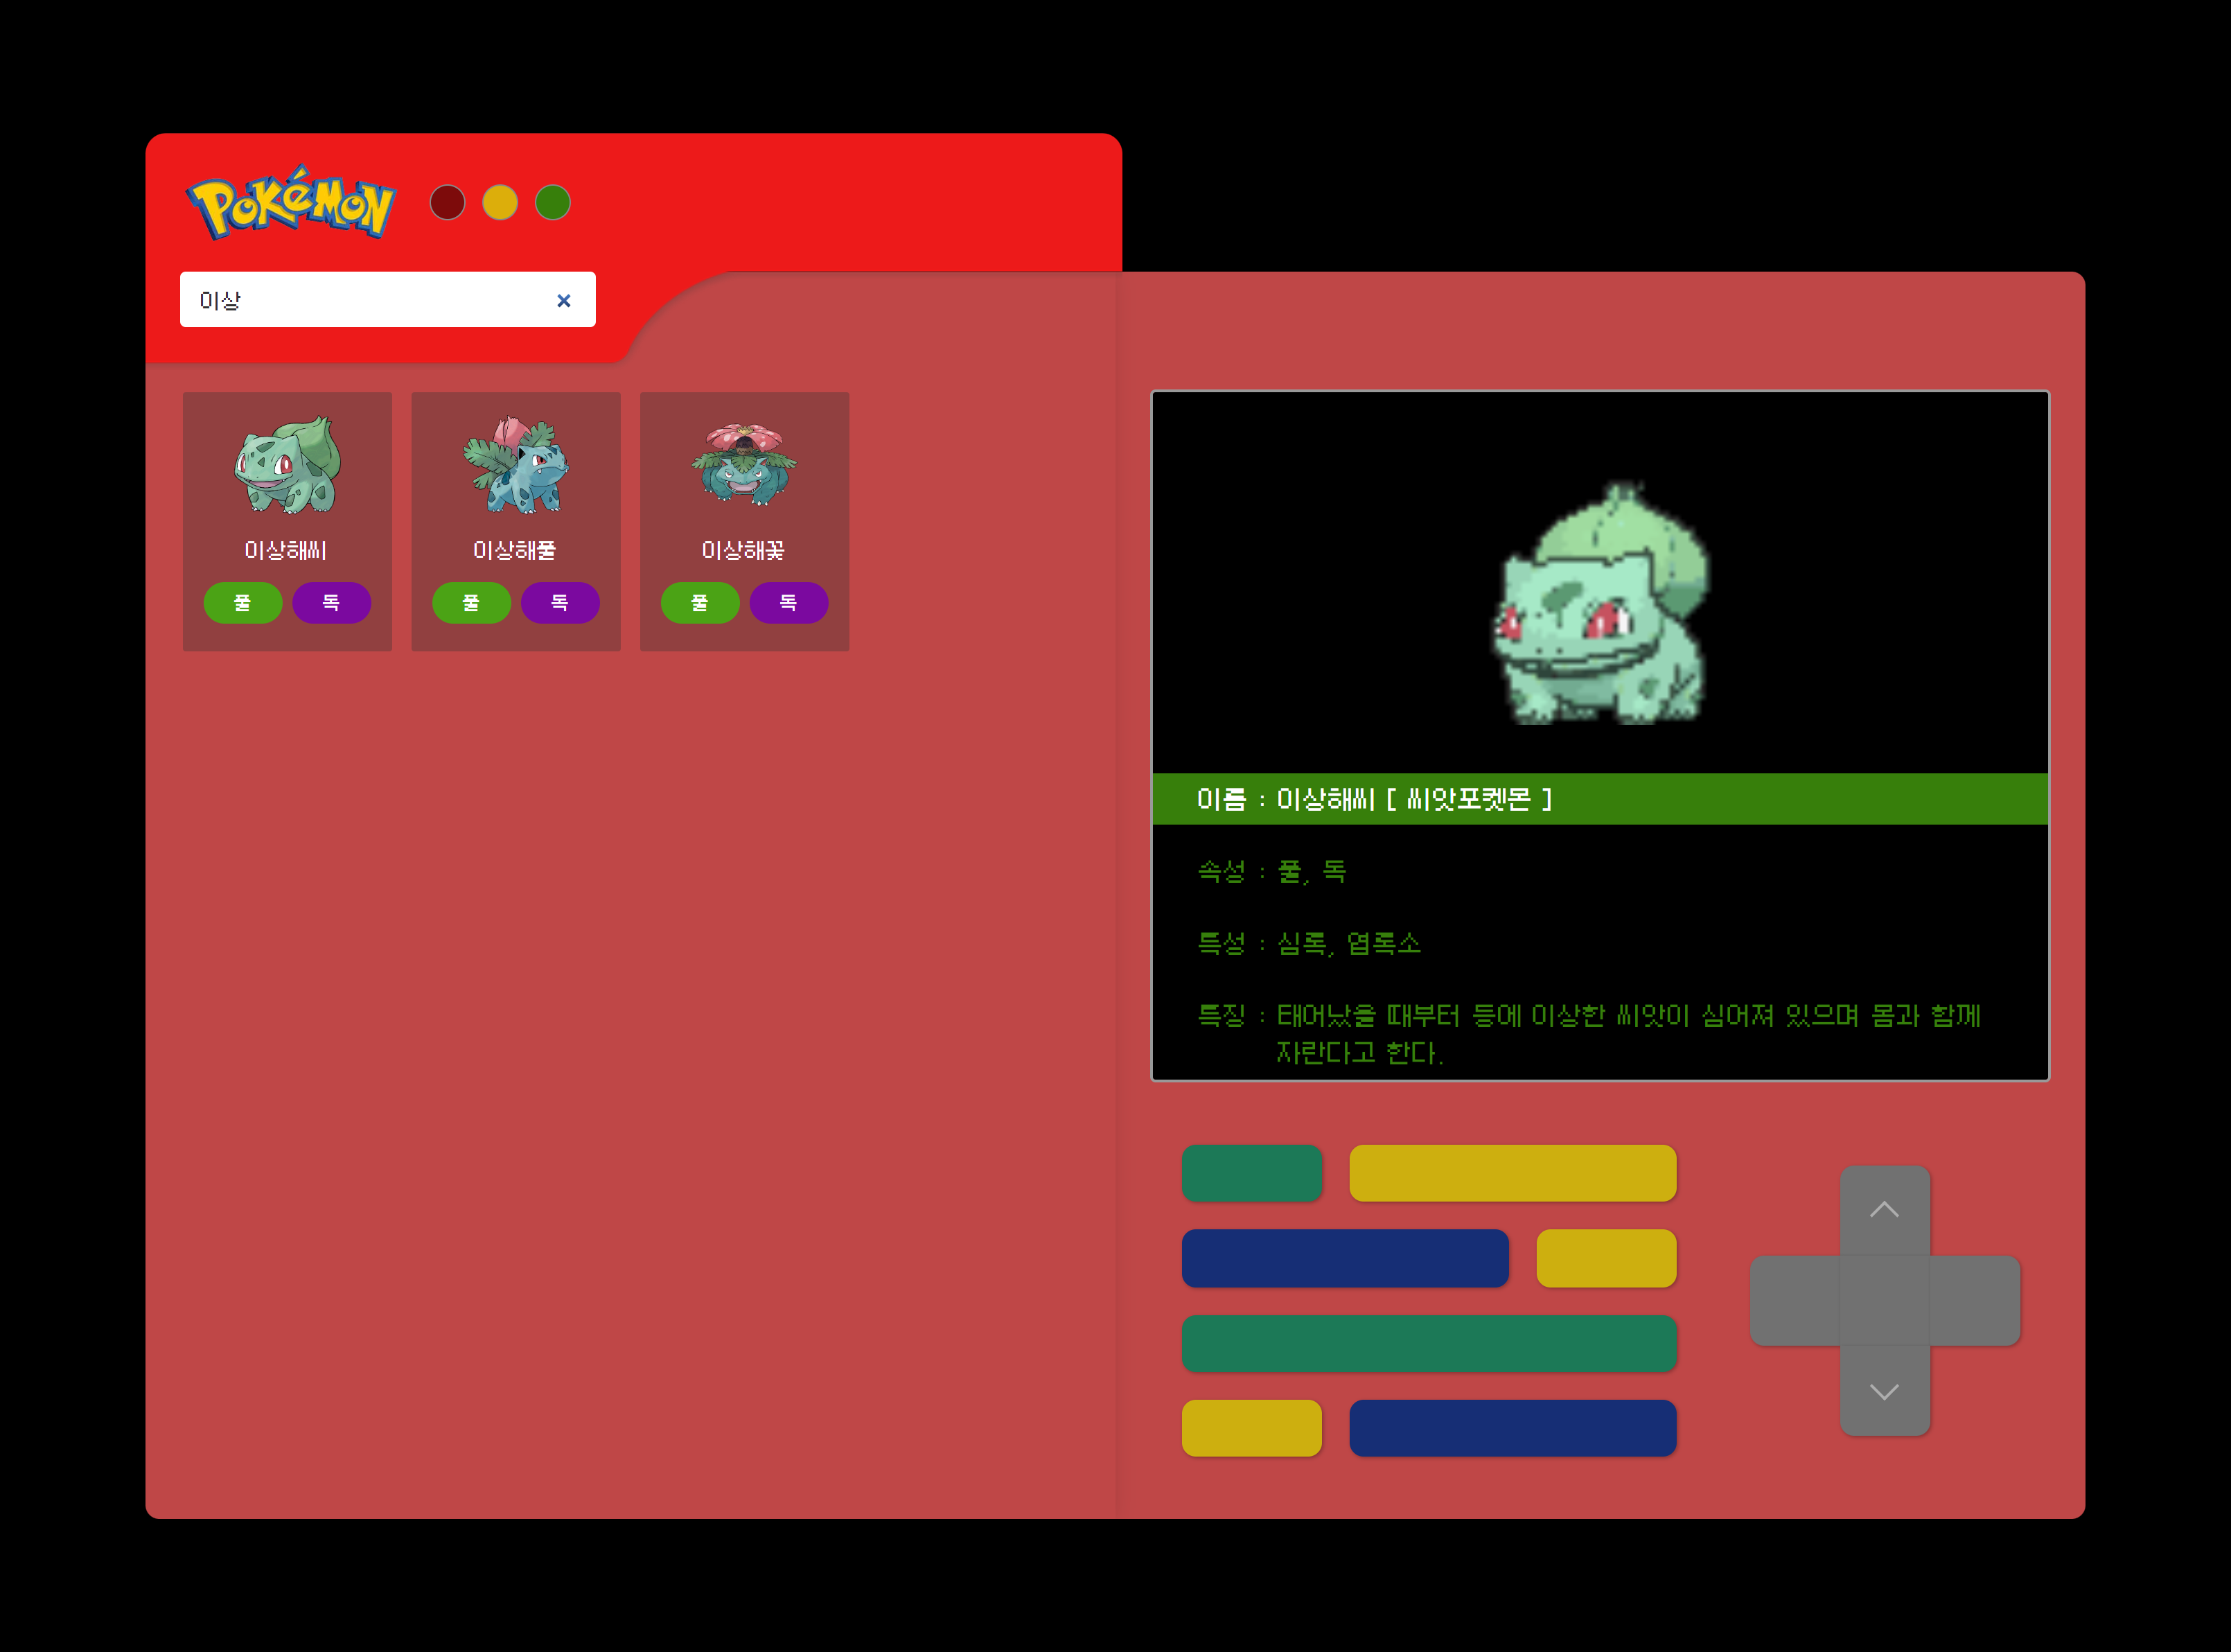 POKéMON
이상
이상해씨
풀 독
이상해풀
풀 독
이상해꽃
풀 독
이름 : 이상해씨 [ 씨앗포켓몬 ]
속성 : 풀, 독
특성 : 심록, 엽록소
특징 : 태어났을 때부터 등에 이상한 씨앗이 심어져 있으며 몸과 함께
자란다고 한다.